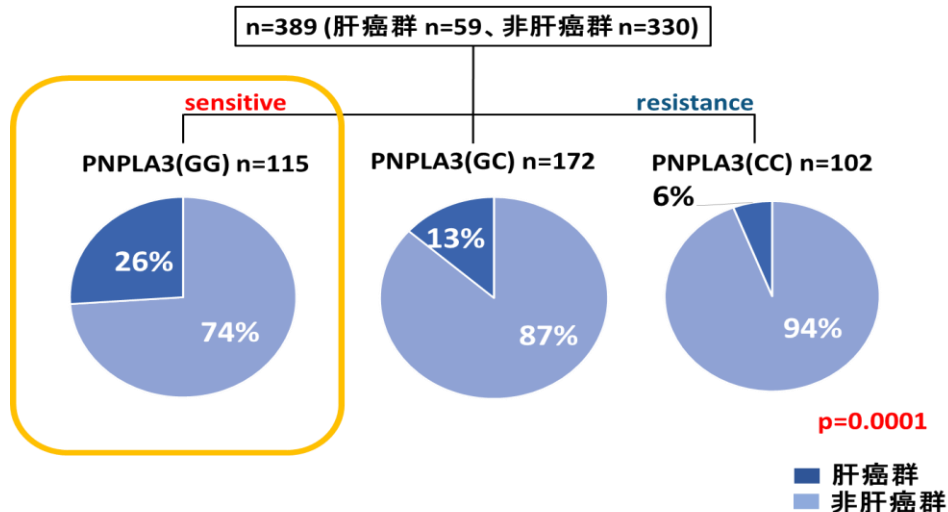 n=389 (肝癌群 n=59、非肝癌群 n=330)
sensitive
resistance
PNPLA3(GG) n=115
PNPLA3(GC) n=172
PNPLA3(CC) n=102
26%
74%
13%
87%
6%
94%
p=0.0001
肝癌群
非肝癌群